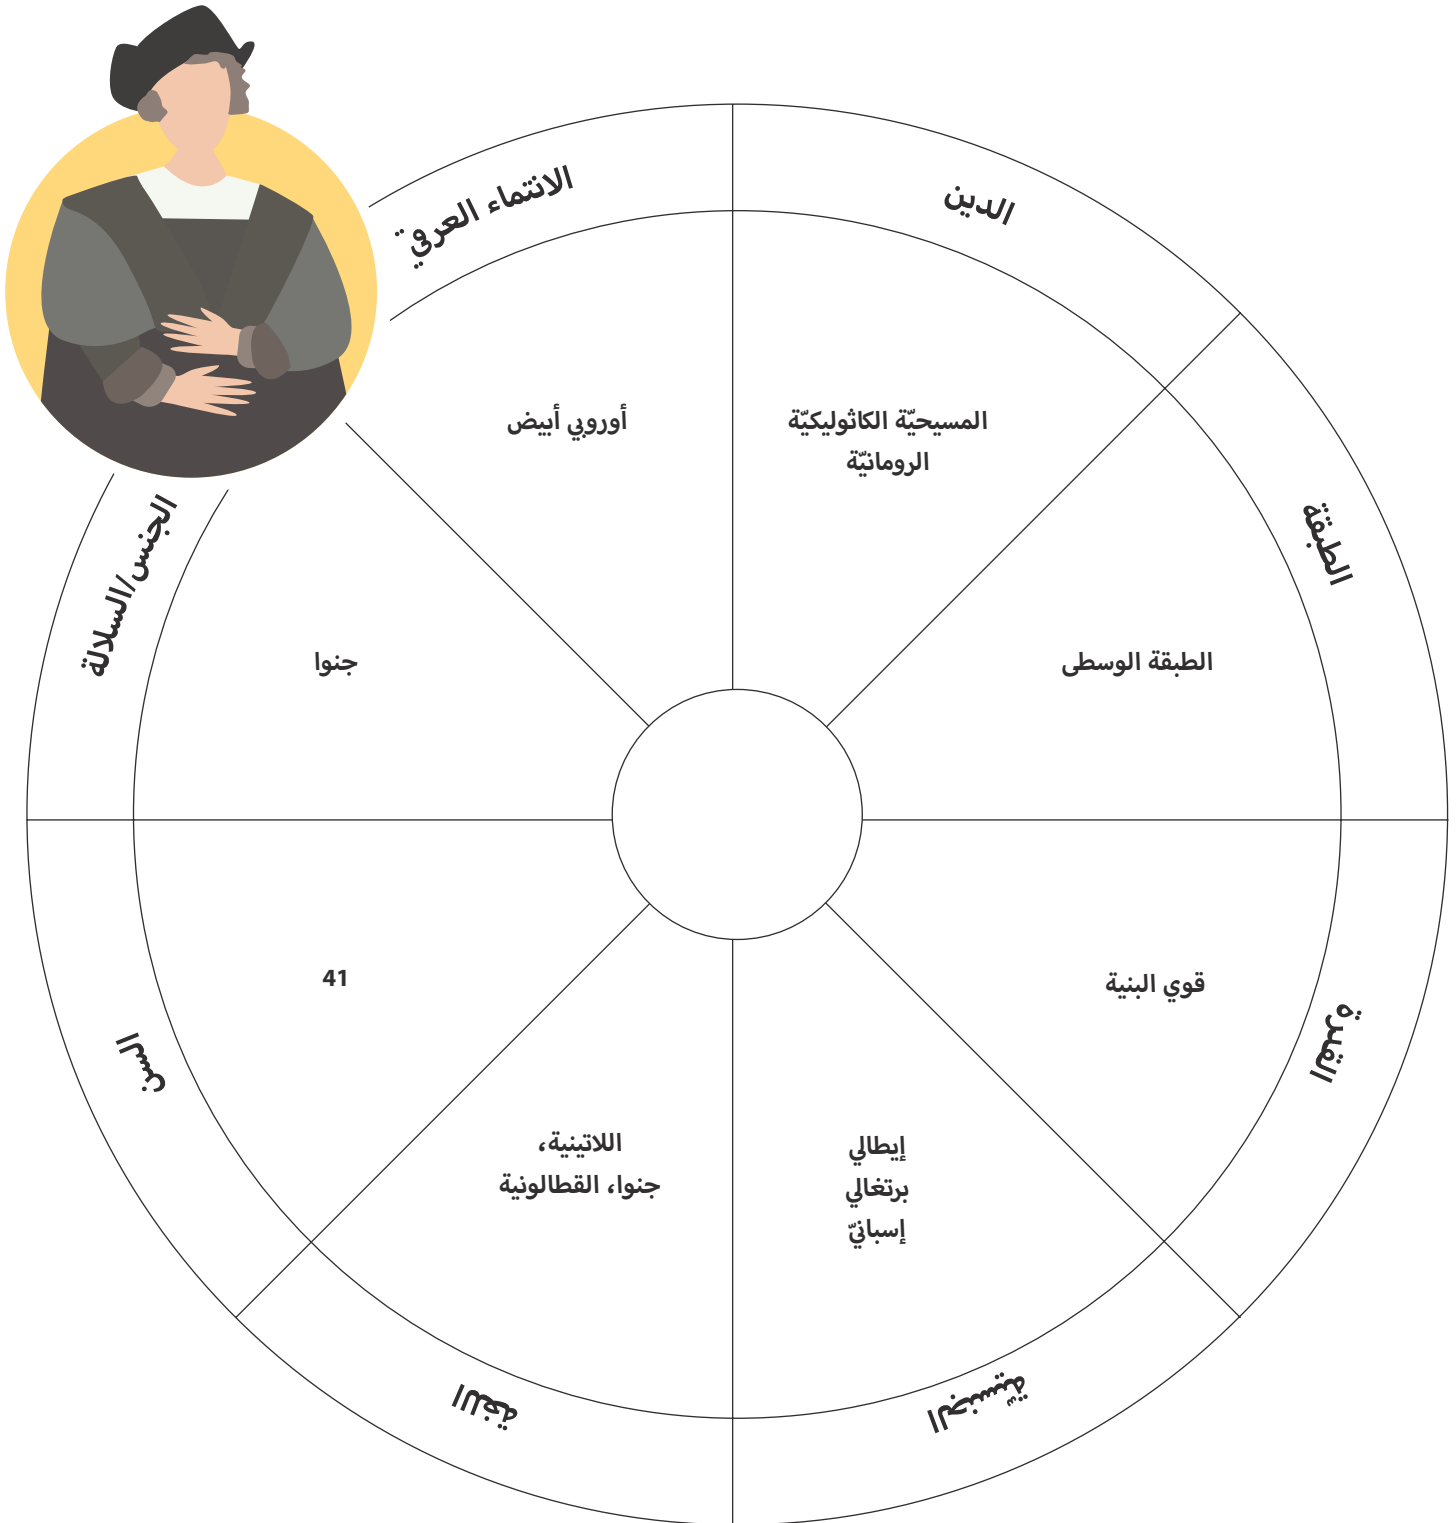 الانتماء العرقي
الدين
الطبقة
القدرة
الجنسيّة
اللغة
السن
الجنس/السلالة
أوروبي أبيض
المسيحيّة الكاثوليكيّة
الرومانيّة
الطبقة الوسطى
قوي البنية
إيطالي
برتغالي
إسبانيّ
اللاتينية،
جنوا، القطالونية
41
جنوا